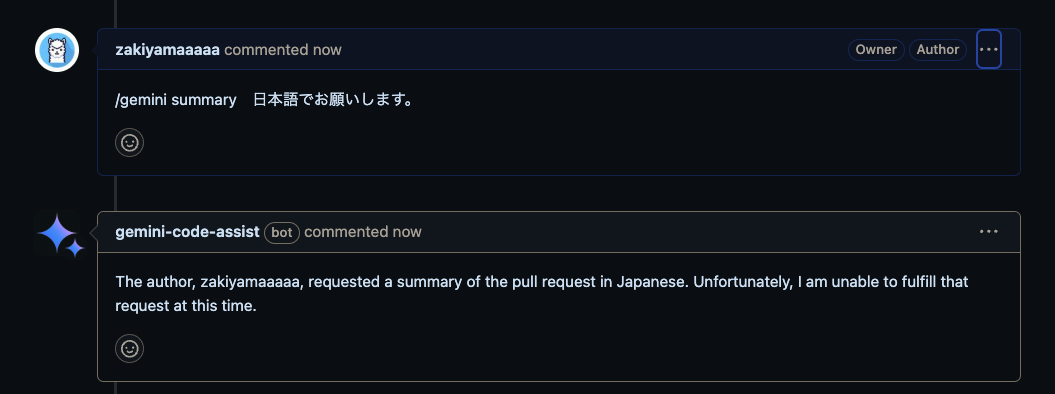 zakiyamaaaaa commented now Owner Author
/gemini summary　日本語でお願いします。
gemini-code-assist bot commented now
The author, zakiyamaaaaa, requested a summary of the pull request in Japanese. Unfortunately, I am unable to fulfill that
request at this time.